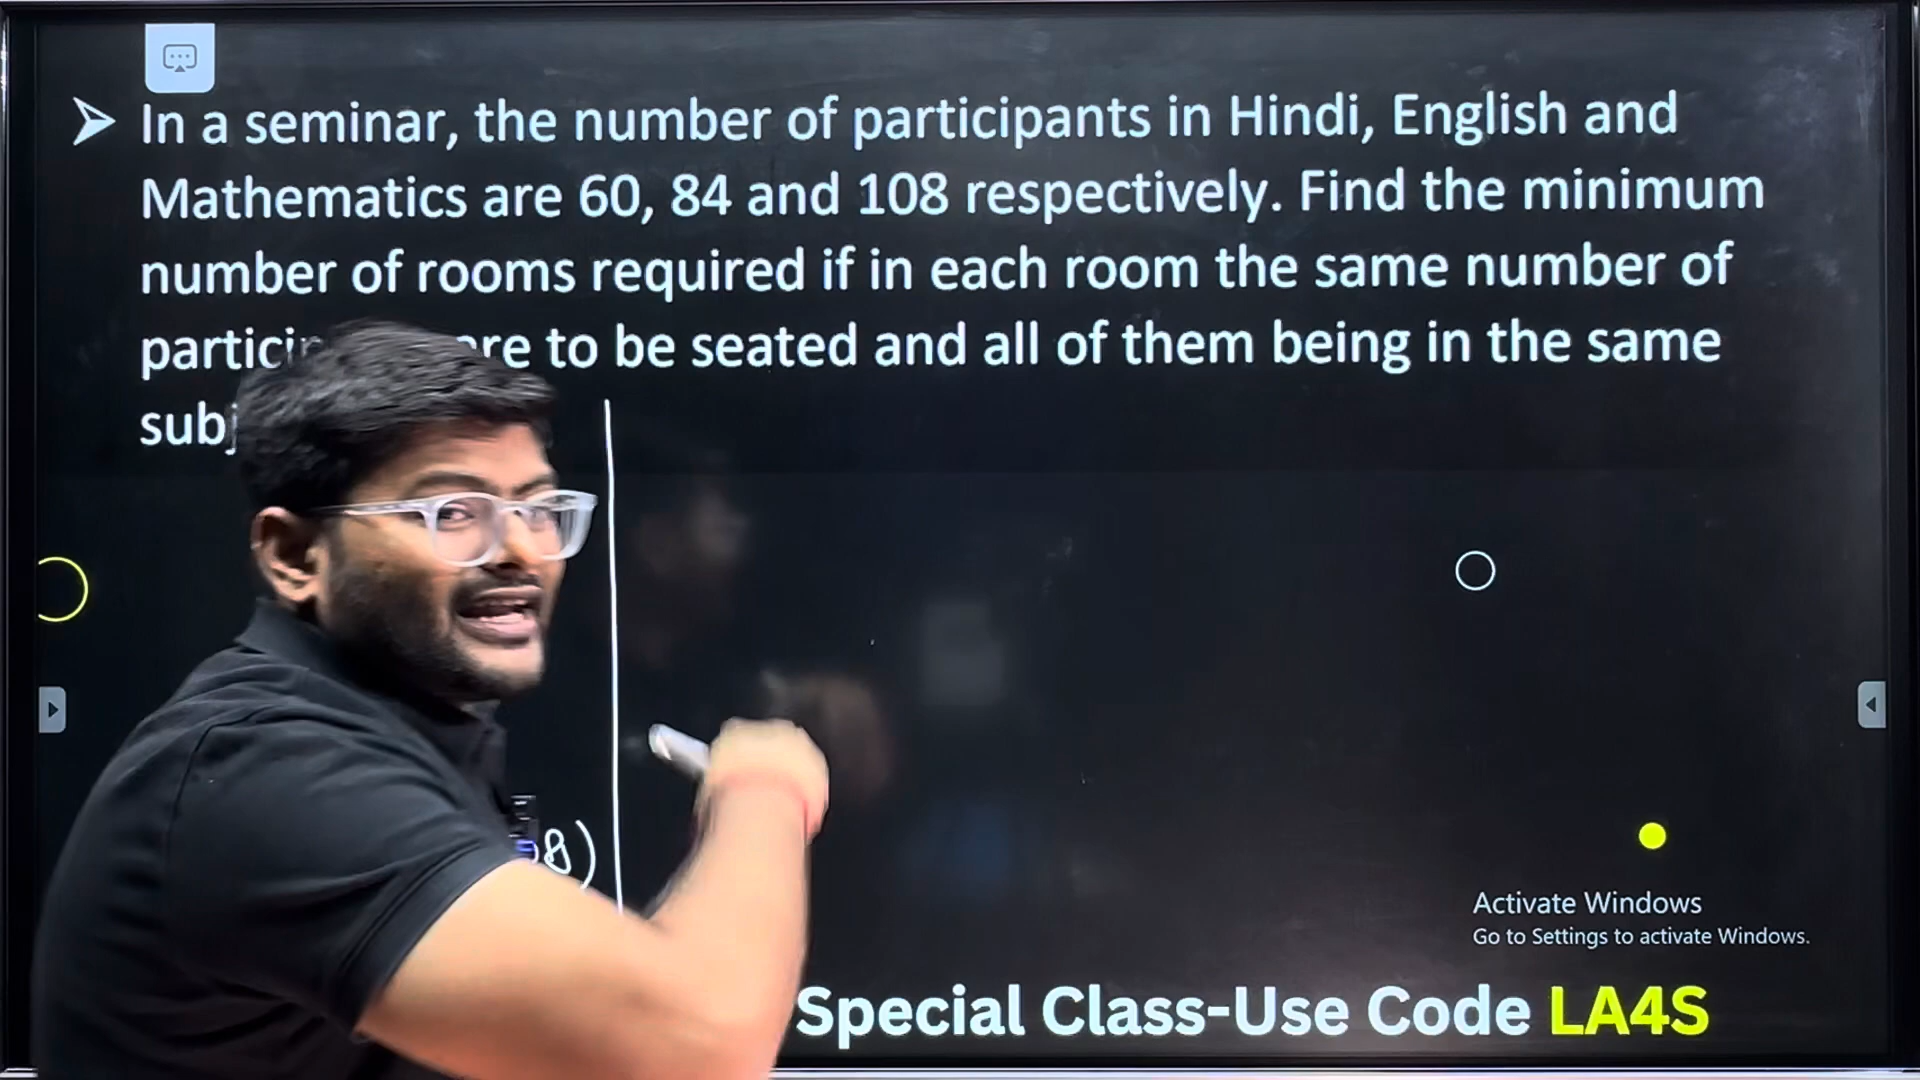 In a seminar, the number of participants in Hindi, English and
Mathematics are 60, 84 and 108 respectively. Find the minimum
number of rooms required if in each room the same number of
to be seated and all of them being in the same
8)
Activate Windows
Go to Settings to activate Windows.
Special Class-Use Code LA4S